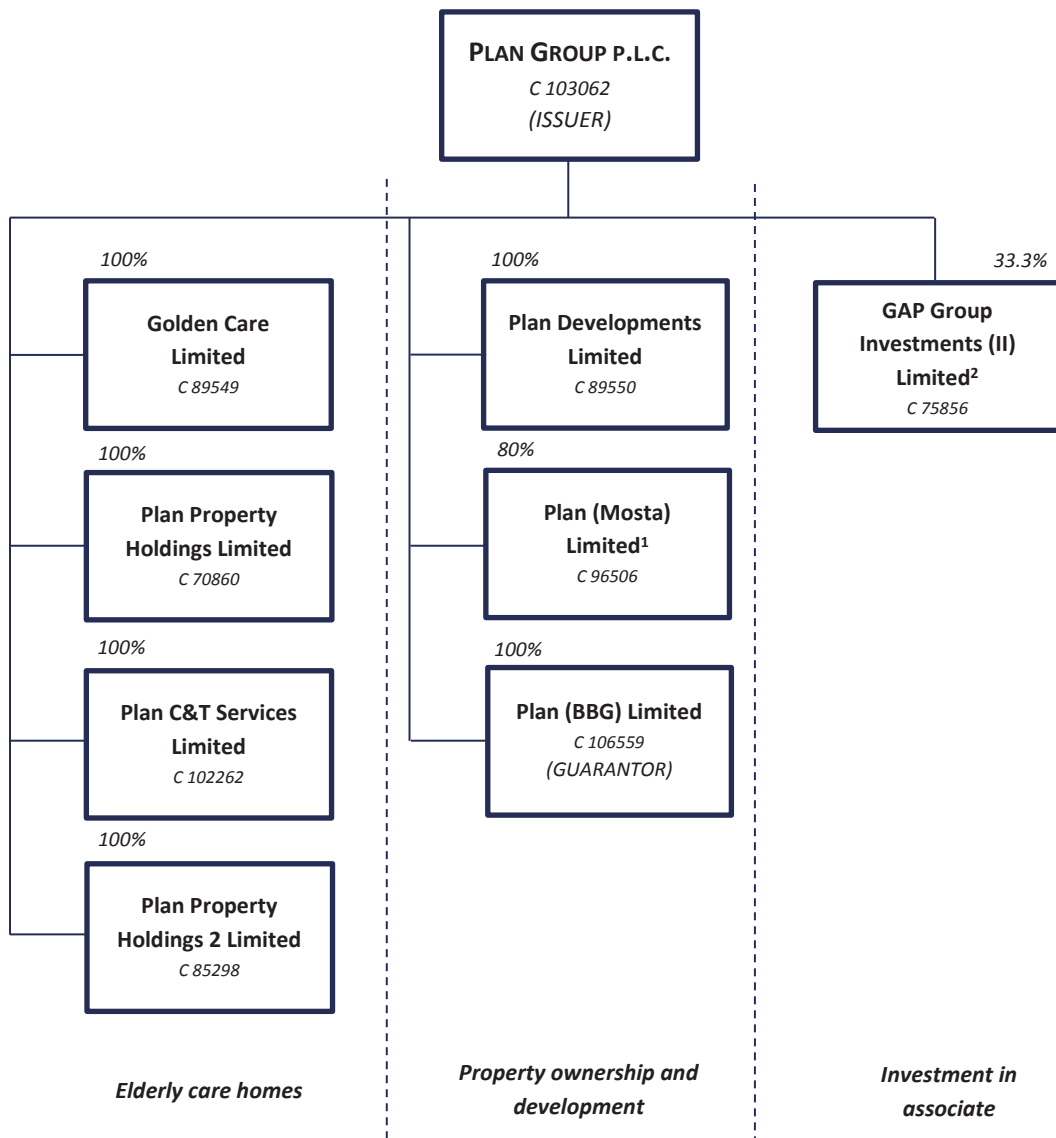 PLAN GROUP P.L.C.
C 103062
(ISSUER)
100%
Golden Care
Limited
C 89549
100%
Plan Property
Holdings Limited
C 70860
100%
Plan C&T Services
Limited
C 102262
100%
Plan Property
Holdings 2 Limited
C 85298
Elderly care homes
100%
Plan Developments
Limited
C 89550
80%
Plan (Mosta)
Limited¹
C 96506
100%
Plan (BBG) Limited
C 106559
(GUARANTOR)
Property ownership and
development
33.3%
GAP Group
Investments (II)
Limited²
C 75856
Investment in
associate